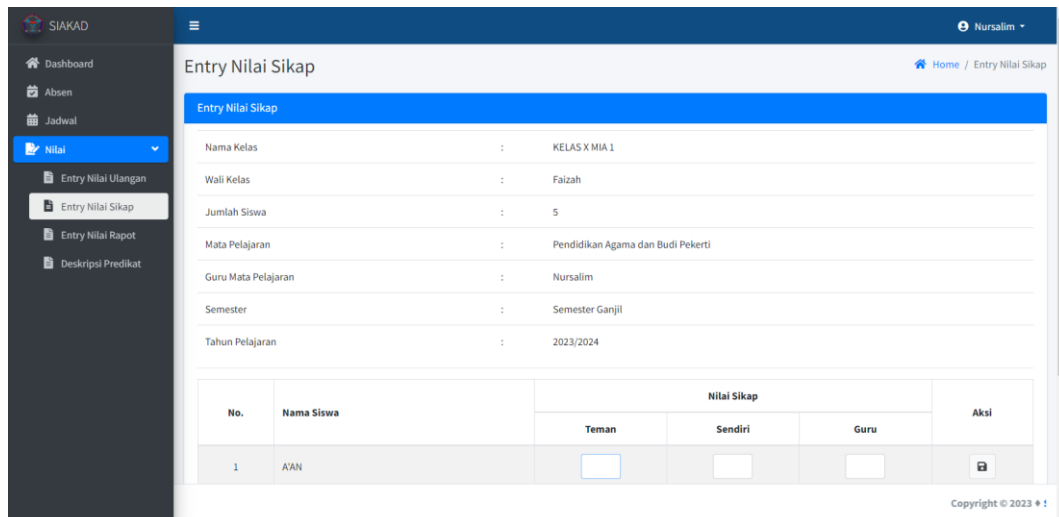 SIAKAD
Nursalim
Dashboard
Absen
Jadwal
Nilai
Entry Nilai Ulangan
Entry Nilai Sikap
Entry Nilai Rapot
Deskripsi Predikat
Entry Nilai Sikap
Home / Entry Nilai Sikap
Entry Nilai Sikap
Nama Kelas : KELAS X MIA 1
Wali Kelas : Faizah
Jumlah Siswa : 5
Mata Pelajaran : Pendidikan Agama dan Budi Pekerti
Guru Mata Pelajaran : Nursalim
Semester : Semester Ganjil
Tahun Pelajaran : 2023/2024
No. Nama Siswa Nilai Sikap Aksi
Teman Sendiri Guru
1 A'AN
Copyright © 2023 ♦